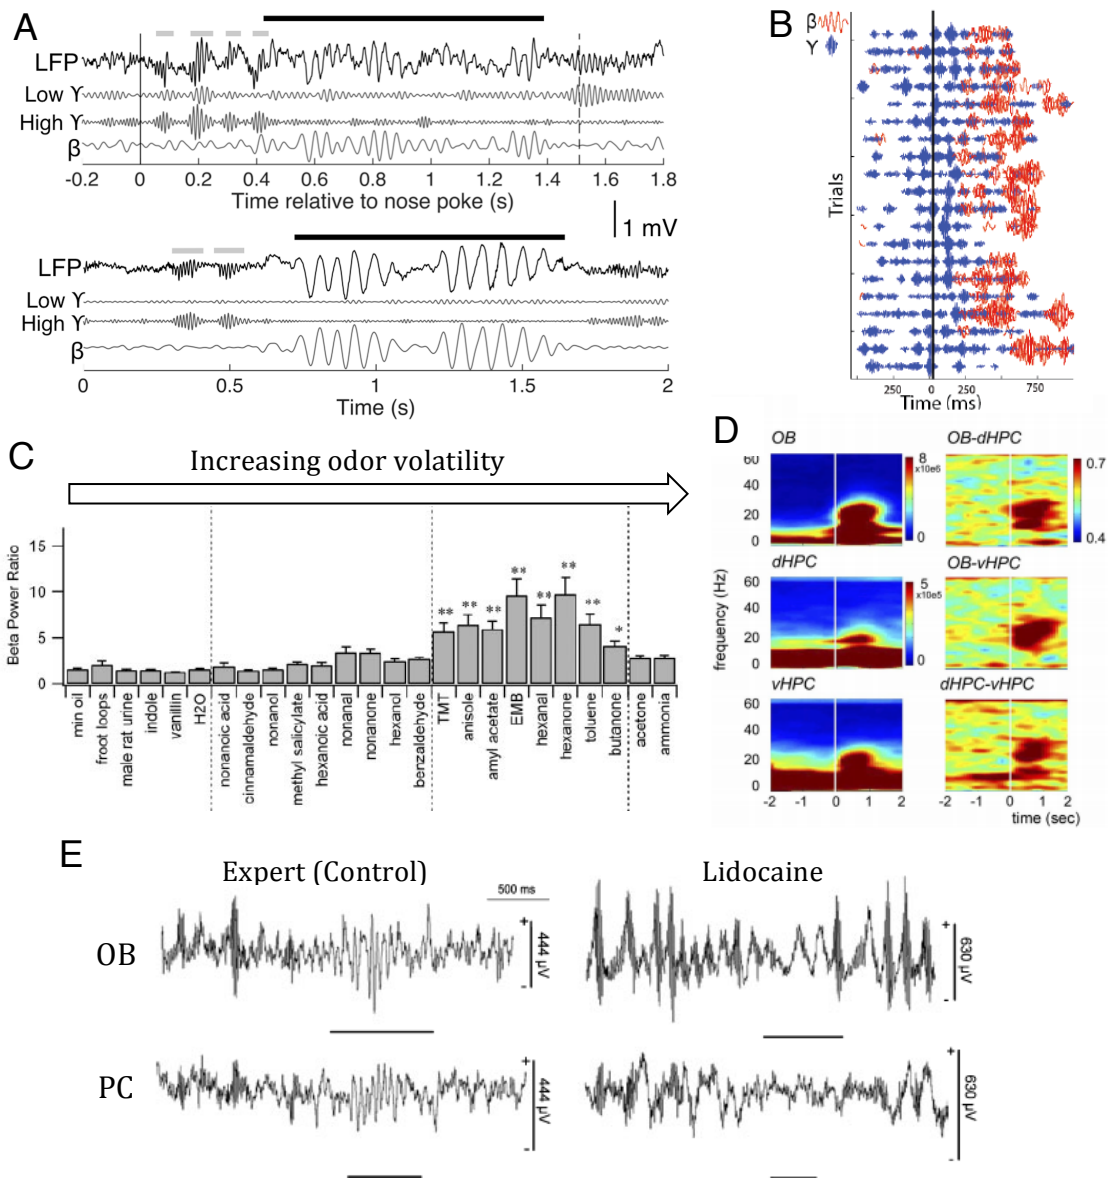 A
LFP
Low ϒ
High ϒ
β
-0.2 0 0.2 0.4 0.6 0.8 1 1.2 1.4 1.6 1.8
Time relative to nose poke (s)
1 mV
LFP
Low ϒ
High ϒ
β
0 0.5 1 1.5 2
Time (s)
B
β
ϒ
Trials
250 0 250 750
Time (ms)
C
Increasing odor volatility
Beta Power Ratio
15
10
5
0
** ** ** ** ** ** ** *
min oil
froot loops
male rat urine
indole
vanillin
H2O
nonanoic acid
cinnamaldehyde
nonanol
methyl salicylate
hexanoic acid
nonanal
nonanone
hexanol
benzaldehyde
TMT
anisole
amyl acetate
EMB
hexanal
hexanone
toluene
butanone
acetone
ammonia
D
OB
OB-dHPC
60
40
20
0
8
x10e6
0
0.7
0.4
dHPC
OB-vHPC
60
40
20
0
5
x10e5
0
frequency (Hz)
vHPC
dHPC-vHPC
60
40
20
0
-2 -1 0 1 2
-2 -1 0 1 2
time (sec)
E
Expert (Control)
Lidocaine
500 ms
OB
+
444 µV
-
+
630 µV
-
PC
+
444 µV
-
+
630 µV
-